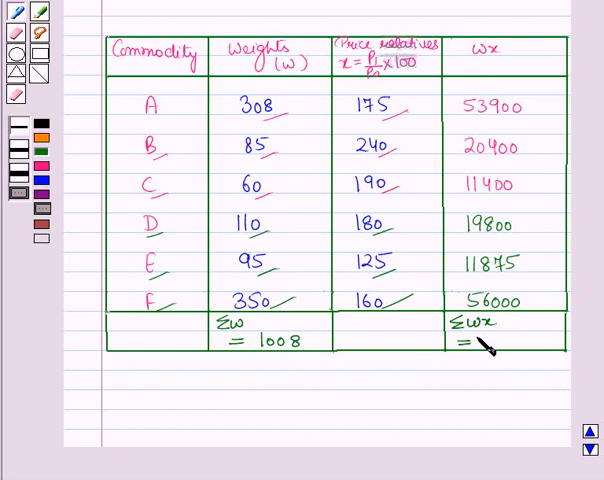 Commodity Weights (W) Price relatives x = P1/P0 x 100 wx
A 308 175 53900
B 85 240 20400
C 60 190 11400
D 110 180 19800
E 95 125 11875
F 350 160 56000
Σw Σwx
= 1008 =